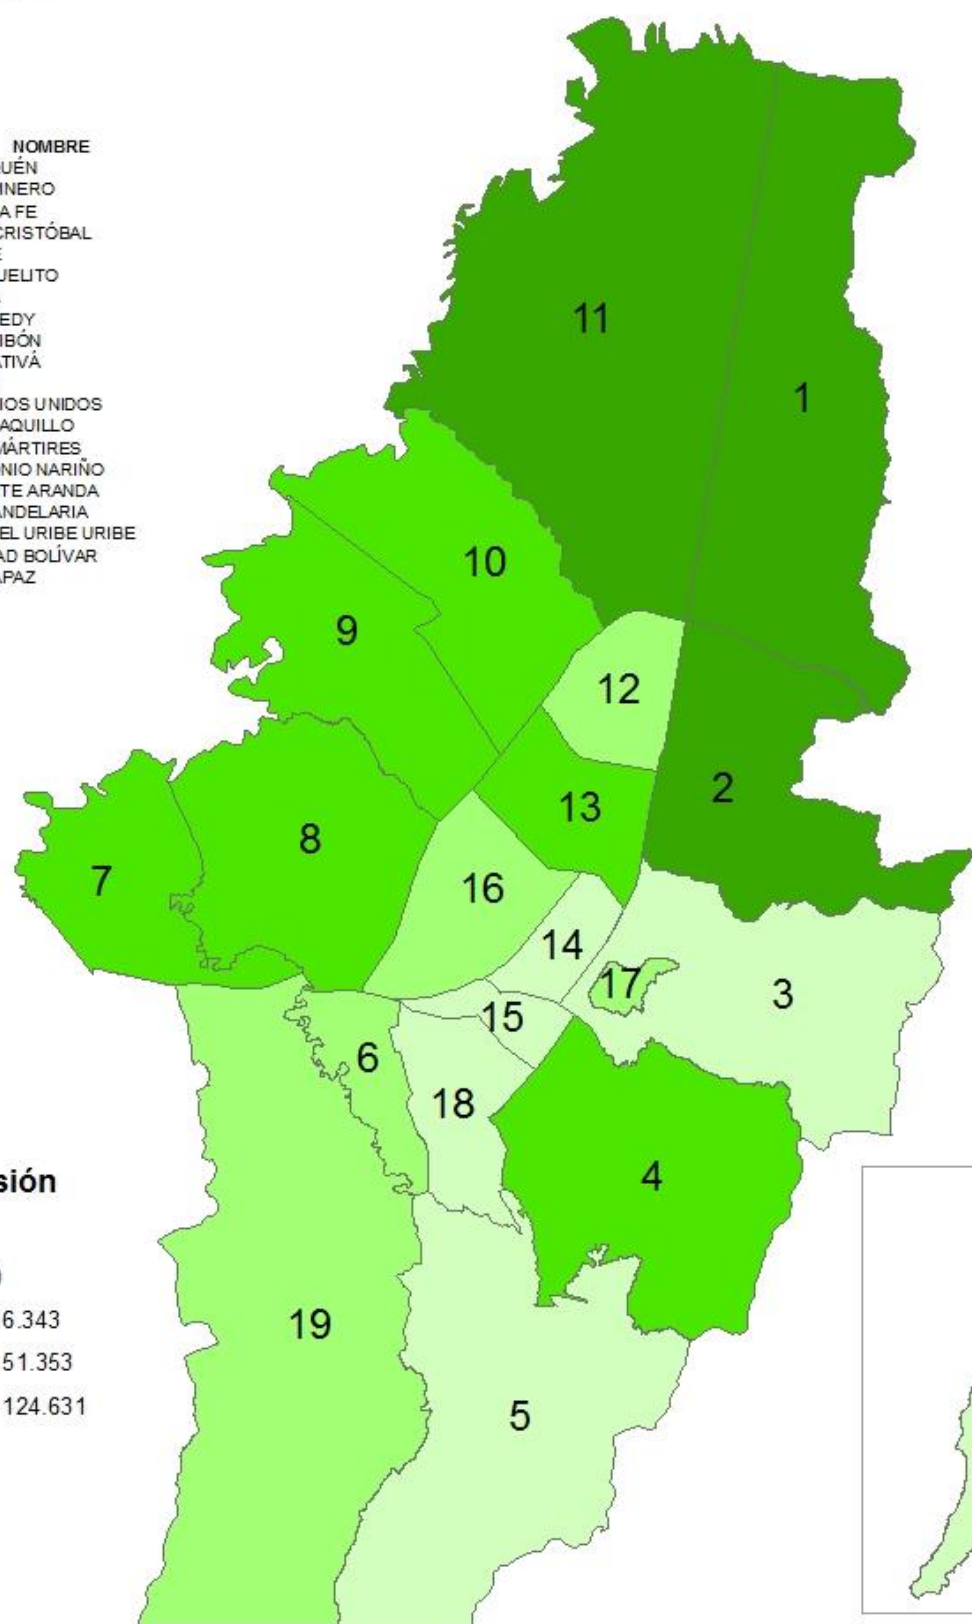 NOMBRE
UÉN
INERO
A FE
CRISTÓBAL
E
UELITO
EDY
IBÓN
ATIVÁ
IOS UNIDOS
AQUILLO
MÁRTIRES
NIO NARIÑO
TE ARANDA
ANDELARIA
EL URIBE URIBE
AD BOLÍVAR
APAZ
11
1
10
9
12
2
13
8
7
16
14
17
3
15
6
18
4
sión
)
6.343
19
51.353
124.631
5